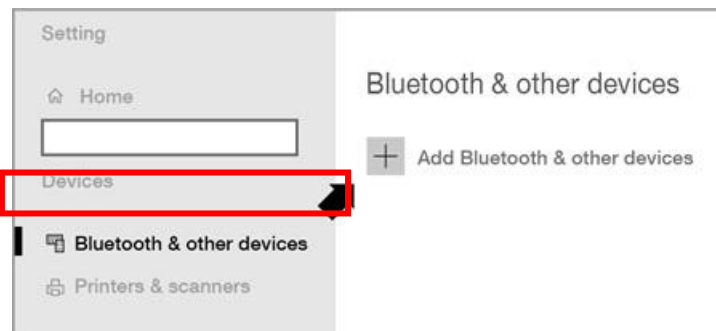 Setting
Home
Devices
Bluetooth & other devices
Printers & scanners
Bluetooth & other devices
Add Bluetooth & other devices